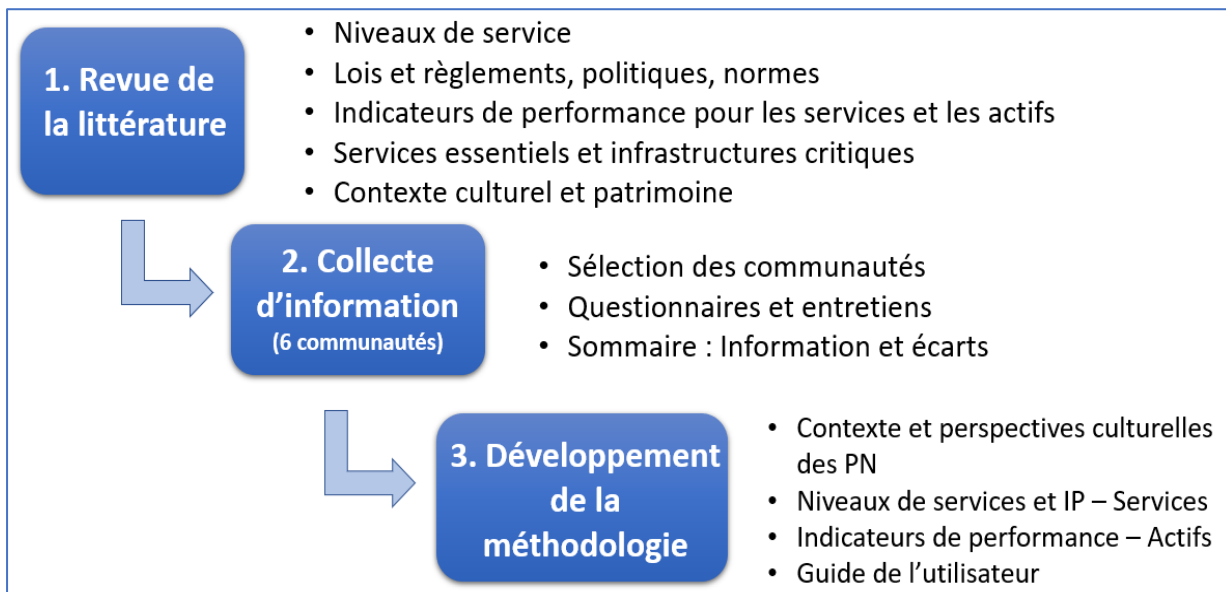 1. Revue de
la littérature
• Niveaux de service
• Lois et règlements, politiques, normes
• Indicateurs de performance pour les services et les actifs
• Services essentiels et infrastructures critiques
• Contexte culturel et patrimoine
2. Collecte
d’information
(6 communautés)
• Sélection des communautés
• Questionnaires et entretiens
• Sommaire : Information et écarts
3. Développement
de la
méthodologie
• Contexte et perspectives culturelles
des PN
• Niveaux de services et IP – Services
• Indicateurs de performance – Actifs
• Guide de l’utilisateur